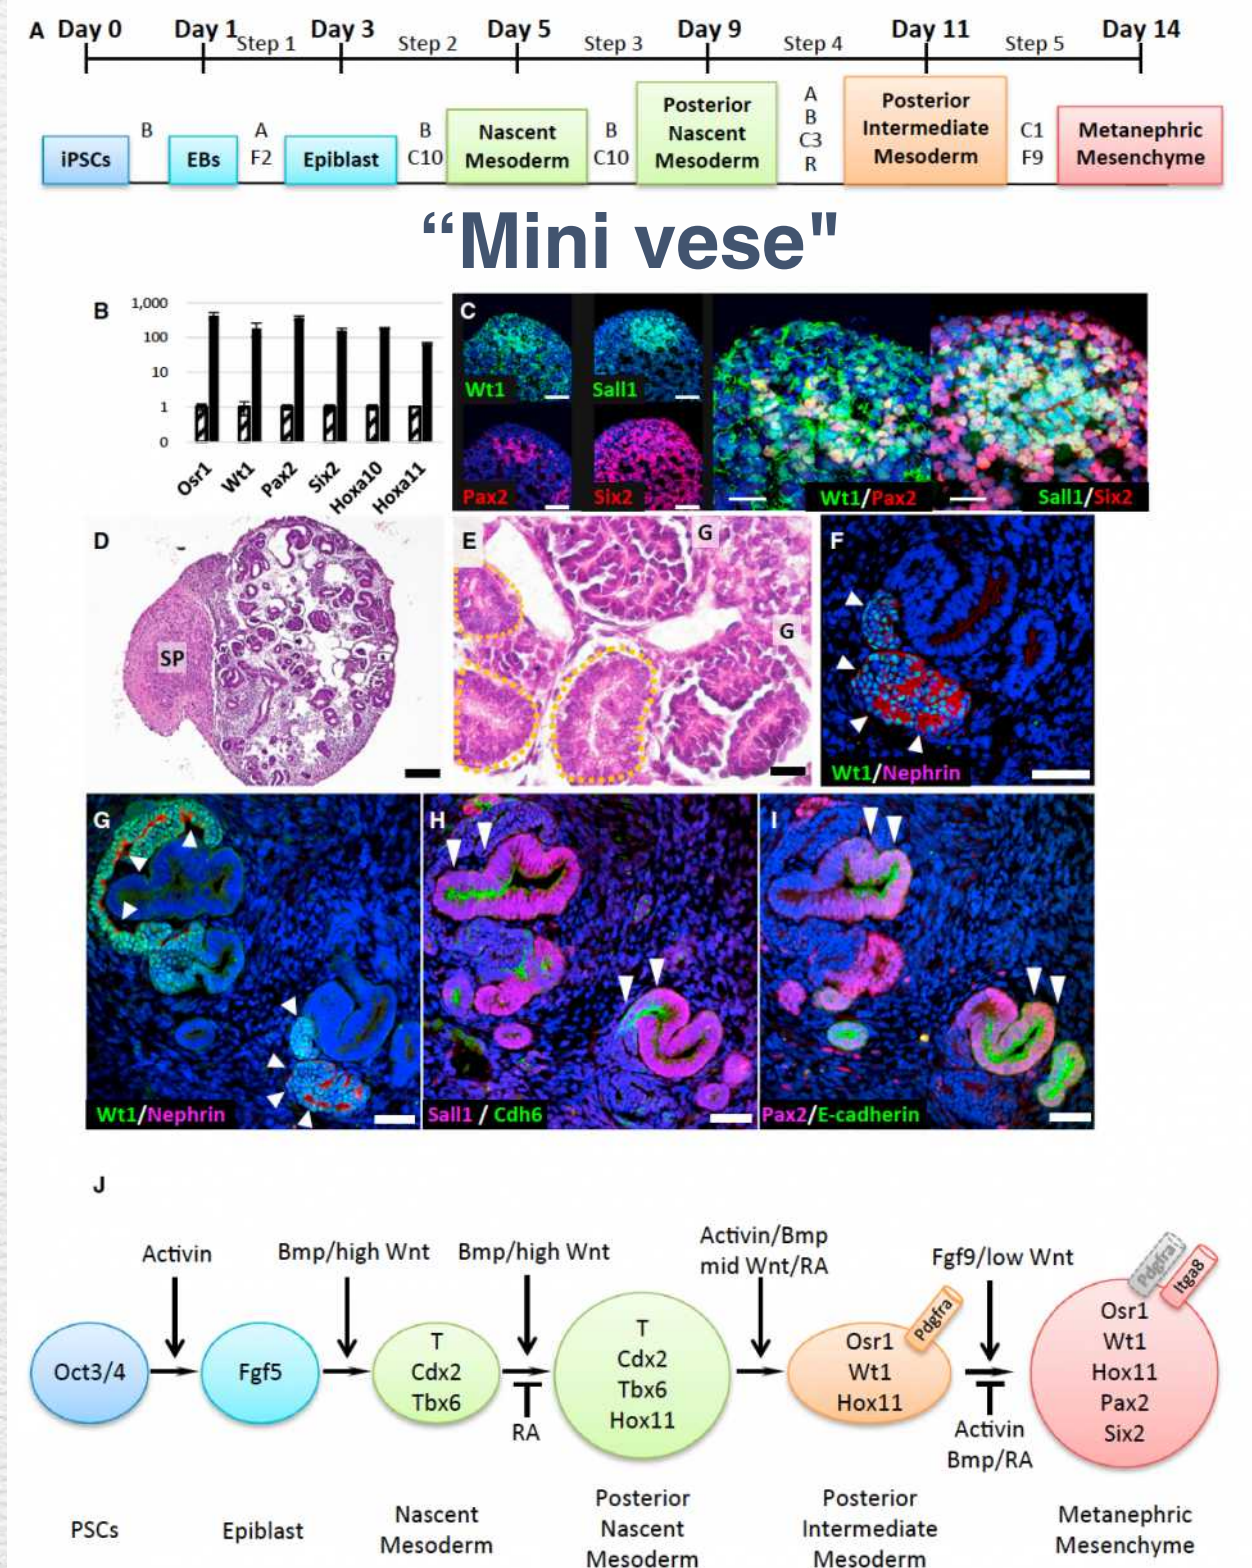 A Day 0 Day 1 Day 3 Day 5 Day 9 Day 11 Day 14
Step 1 Step 2 Step 3 Step 4 Step 5
iPSCs
B
EBs
A
F2
Epiblast
B
C10
Nascent
Mesoderm
B
C10
Posterior
Nascent
Mesoderm
A
B
C3
R
Posterior
Intermediate
Mesoderm
C1
F9
Metanephric
Mesenchyme
“Mini vese"
B
1,000
100
10
1
0
Osr1 Wt1 Pax2 Six2 Hoxa10 Hoxa11
C
Wt1
Sall1
Pax2
Six2
Wt1/Pax2
Sall1/Six2
D
SP
E
G
G
F
Wt1/Nephrin
G
Wt1/Nephrin
H
Sall1 / Cdh6
I
Pax2/E-cadherin
J
Activin
Bmp/high Wnt
Bmp/high Wnt
Activin/Bmp
mid Wnt/RA
Fgf9/low Wnt
Oct3/4
Fgf5
T
Cdx2
Tbx6
RA
T
Cdx2
Tbx6
Hox11
Pdgfra
Osr1
Wt1
Hox11
Activin
Bmp/RA
Pdgfra
Itga8
Osr1
Wt1
Hox11
Pax2
Six2
PSCs
Epiblast
Nascent
Mesoderm
Posterior
Nascent
Mesoderm
Posterior
Intermediate
Mesoderm
Metanephric
Mesenchyme